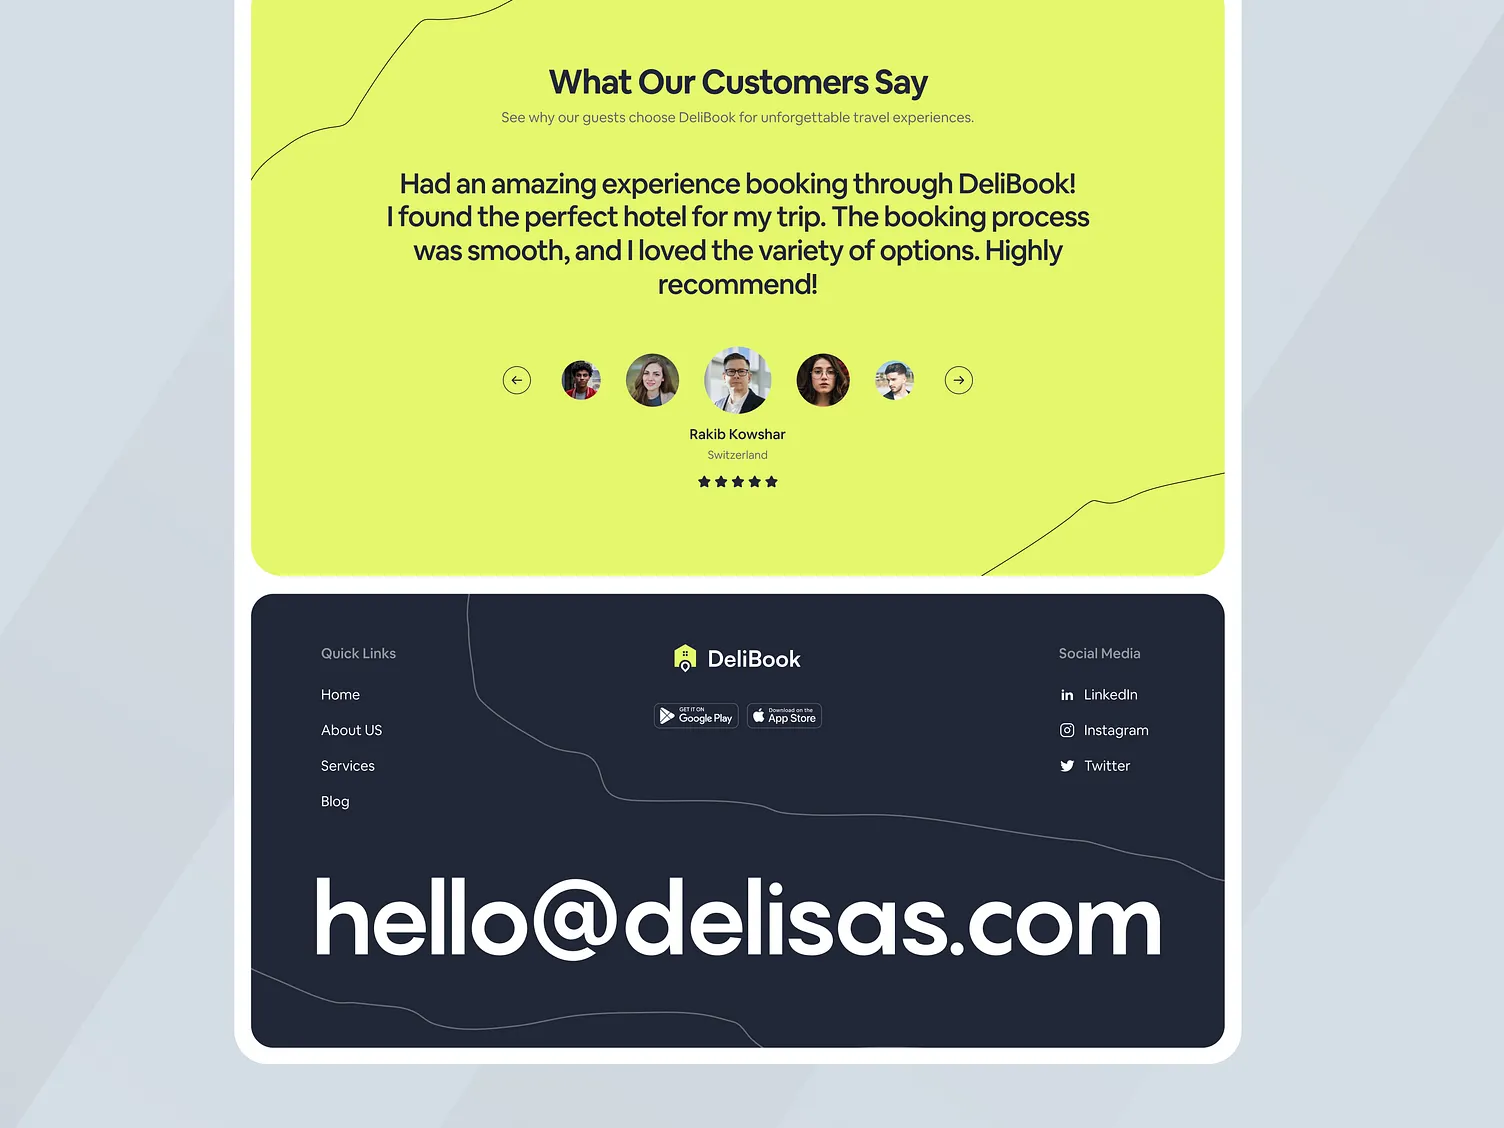 What Our Customers Say
See why our guests choose DeliBook for unforgettable travel experiences.
Had an amazing experience booking through DeliBook!
I found the perfect hotel for my trip. The booking process
was smooth, and I loved the variety of options. Highly
recommend!
Rakib Kowshar
Switzerland
Quick Links
Home
About US
Services
Blog
DeliBook
GET IT ON
Google Play
Download on the
App Store
Social Media
LinkedIn
Instagram
Twitter
hello@delisas.com